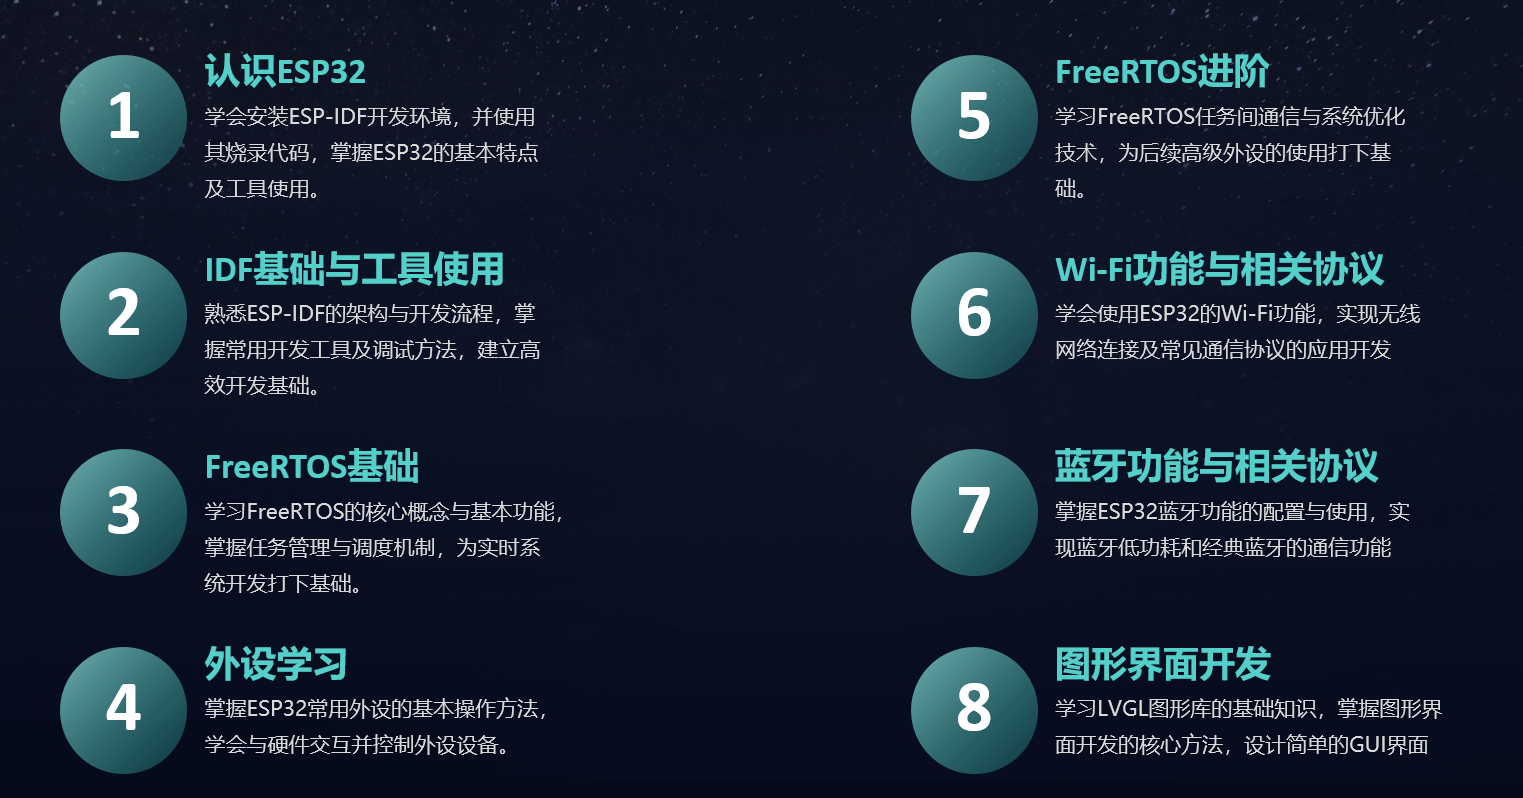 1
认识ESP32
学会安装ESP-IDF开发环境，并使用
其烧录代码，掌握ESP32的基本特点
及工具使用。
2
IDF基础与工具使用
熟悉ESP-IDF的架构与开发流程，掌
握常用开发工具及调试方法，建立高
效开发基础。
3
FreeRTOS基础
学习FreeRTOS的核心概念与基本功能，
掌握任务管理与调度机制，为实时系
统开发打下基础。
4
外设学习
掌握ESP32常用外设的基本操作方法，
学会与硬件交互并控制外设设备。
5
FreeRTOS进阶
学习FreeRTOS任务间通信与系统优化
技术，为后续高级外设的使用打下基
础。
6
Wi-Fi功能与相关协议
学会使用ESP32的Wi-Fi功能，实现无线
网络连接及常见通信协议的应用开发
7
蓝牙功能与相关协议
掌握ESP32蓝牙功能的配置与使用，实
现蓝牙低功耗和经典蓝牙的通信功能
8
图形界面开发
学习LVGL图形库的基础知识，掌握图形界
面开发的核心方法，设计简单的GUI界面